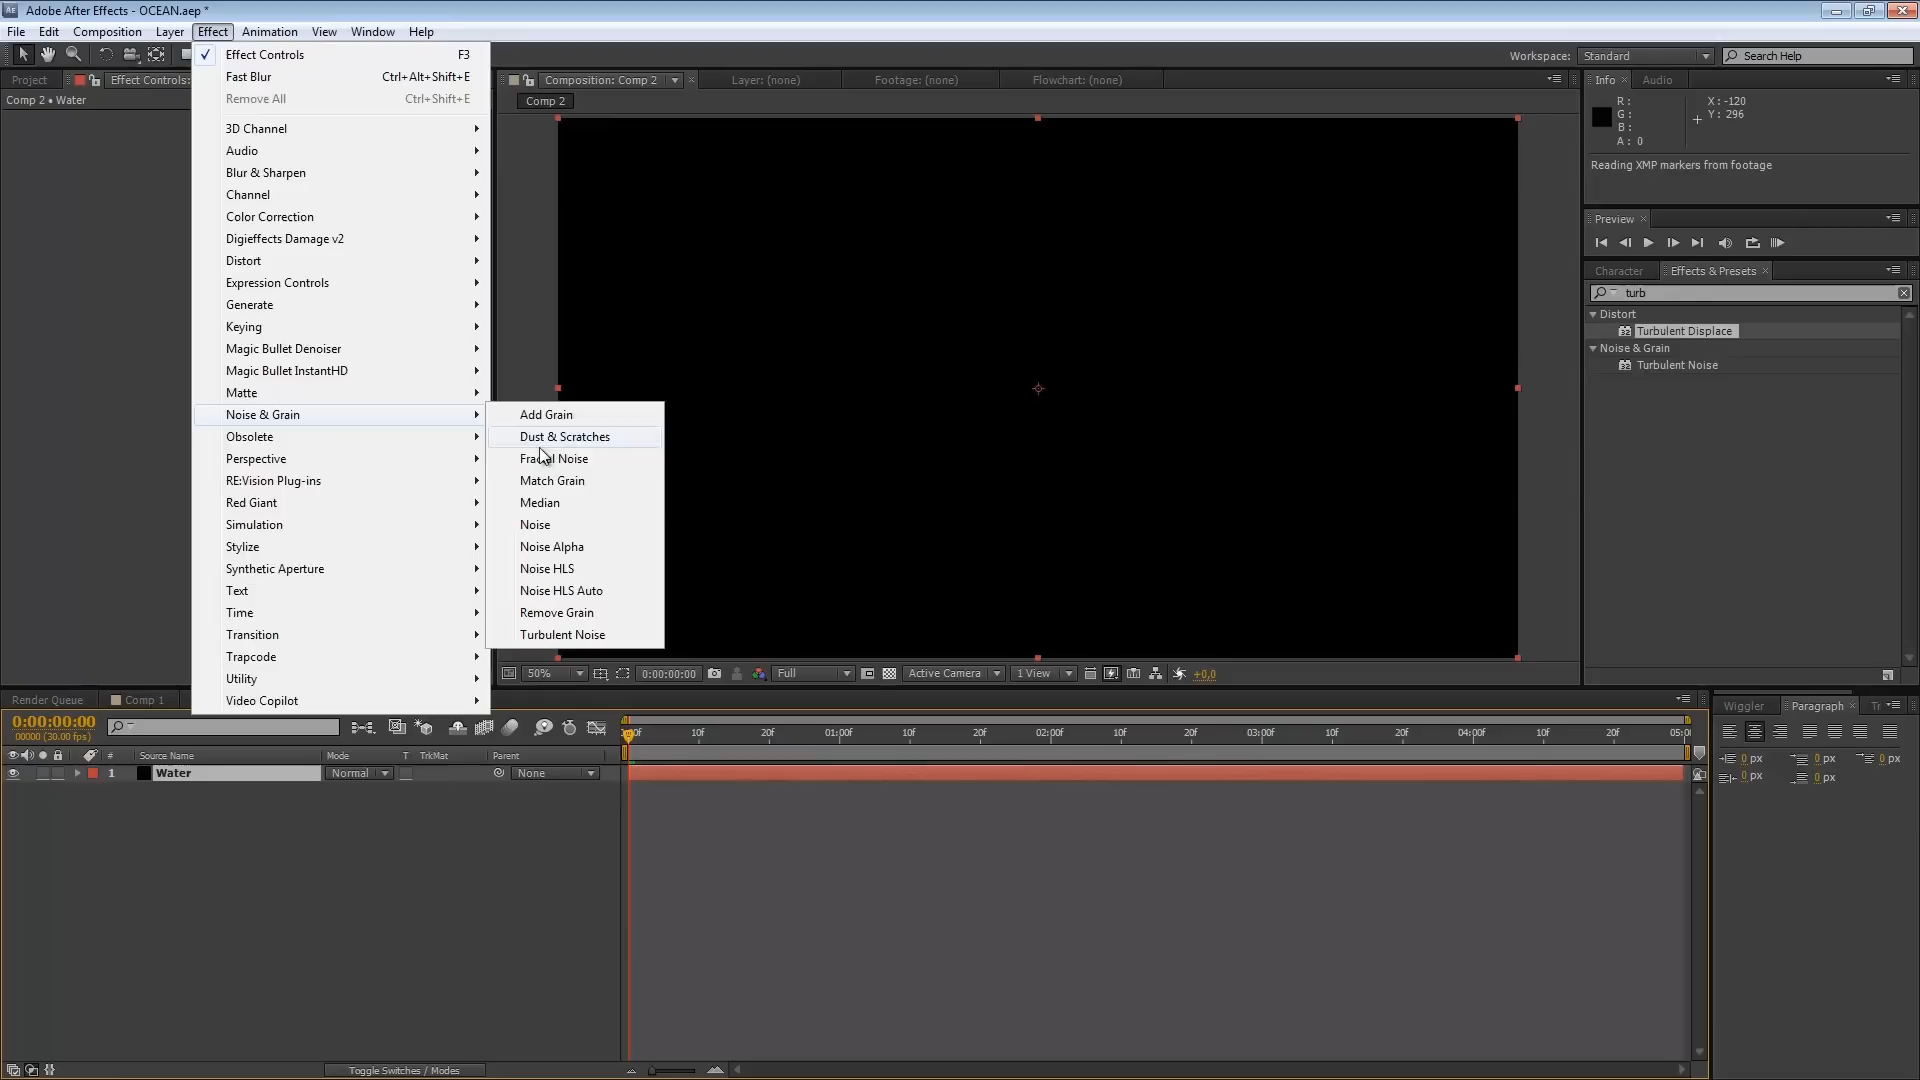 Adobe After Effects - OCEAN.aep *
File Edit Composition Layer Effect Animation View Window Help
Workspace: Standard Search Help
Project Effect Controls: Composition: Comp 2 Layer: (none) Footage: (none) Flowchart: (none) Info Audio
Comp 2 • Water
Comp 2
Effect Controls F3
Fast Blur Ctrl+Alt+Shift+E
Remove All Ctrl+Shift+E
3D Channel
Audio
Blur & Sharpen
Channel
Color Correction
Digieffects Damage v2
Distort
Expression Controls
Generate
Keying
Magic Bullet Denoiser
Magic Bullet InstantHD
Matte
Noise & Grain
Obsolete
Perspective
RE:Vision Plug-ins
Red Giant
Simulation
Stylize
Synthetic Aperture
Text
Time
Transition
Trapcode
Utility
Video Copilot
Add Grain
Dust & Scratches
Fractal Noise
Match Grain
Median
Noise
Noise Alpha
Noise HLS
Noise HLS Auto
Remove Grain
Turbulent Noise
R : X : -120
G : Y : 296
B :
A : 0
Reading XMP markers from footage
Preview
Character Effects & Presets
turb
Distort
32 Turbulent Displace
Noise & Grain
32 Turbulent Noise
50% 0:00:00:00 Full Active Camera 1 View +0,0
Render Queue Comp 1
0:00:00:00
00000 (30.00 fps)
10f 20f 01:00f 10f 20f 02:00f 10f 20f 03:00f 10f 20f 04:00f 10f 20f
# Source Name Mode T TrkMat Parent
1 Water Normal None
Wiggler Paragraph
0 px 0 px 0 px
0 px 0 px
Toggle Switches / Modes